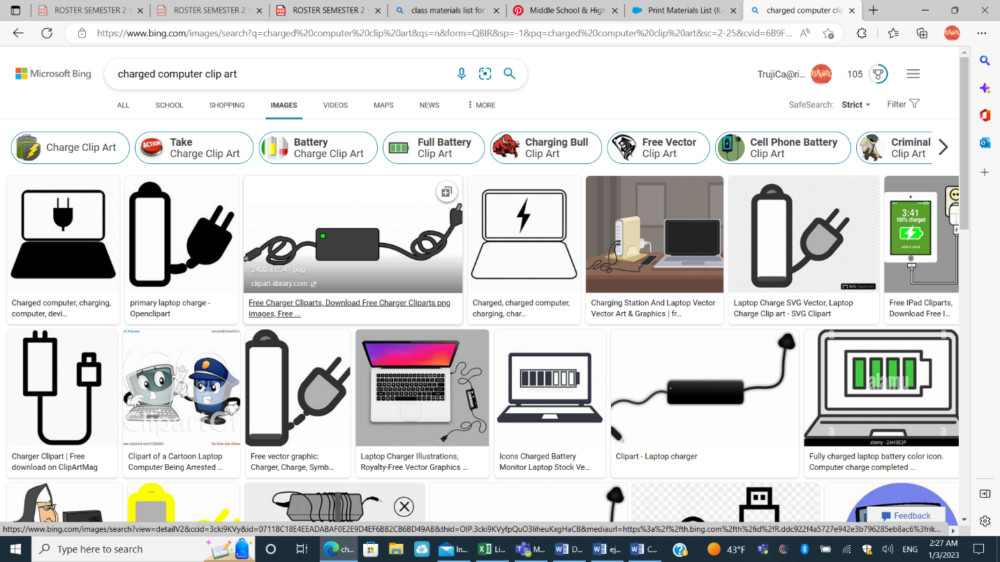 ROSTER SEMESTER 2 Y
ROSTER SEMESTER 2 Y
ROSTER SEMESTER 2 Y
class materials list for
Middle School & High
Print Materials List (K-
charged computer clip
https://www.bing.com/images/search?q=charged%20computer%20clip%20art&qs=n&form=QBIR&sp=-1&pq=charged%20computer%20clip%20art&sc=2-25&cvid=6B9F...
ESPAÑOL
Microsoft Bing
charged computer clip art
TrujiCa@ri...
ESPAÑOL
105
ALL
SCHOOL
SHOPPING
IMAGES
VIDEOS
MAPS
NEWS
MORE
SafeSearch: Strict
Filter
Charge Clip Art
ACTION
Take
Charge Clip Art
Battery
Charge Clip Art
Full Battery
Clip Art
Charging Bull
Clip Art
Free Vector
Clip Art
Cell Phone Battery
Clip Art
Criminal
Clip Art
2400 x 654 - png
clipart-library.com
SVG-ClipArt.com
3:41
100% charged
Charged computer, charging,
computer, devi...
primary laptop charge -
Openclipart
Free Charger Cliparts, Download Free Charger Cliparts png
images, Free ...
Charged, charged computer,
charging, char...
Charging Station And Laptop Vector
Vector Art & Graphics | fr...
Laptop Charge SVG Vector, Laptop
Charge Clip art - SVG Clipart
Free IPad Cliparts,
Download Free I...
Preview
ClipartOf
No Free Use Allowe
alamy
a
a
a
alamy - 2AH3E3P
Charger Clipart | Free
download on ClipArtMag
Clipart of a Cartoon Laptop
Computer Being Arrested ...
Free vector graphic:
Charger, Charge, Symb...
Laptop Charger Illustrations,
Royalty-Free Vector Graphics ...
Icons Charged Battery
Monitor Laptop Stock Ve...
Clipart - Laptop charger
Fully charged laptop battery color icon.
Computer charge completed ...
Feedback
https://www.bing.com/images/search?view=detailV2&ccid=3cki9KVy&id=07118C18E4EEADABAF0E2E9D4EF6BB2CB6BD49AB&thid=OIP.3cki9KVyfpQuO3IiheuKxgHaCB&mediaurl=https%3a%2f%2fth.bing.com%2fth%2fid%2fR.ddc922f4a5727e942e3b796285eb8ac6%3frik...
Type here to search
ch...
In...
Li...
M...
D...
ej...
C...
43°F
ENG
2:27 AM
1/3/2023